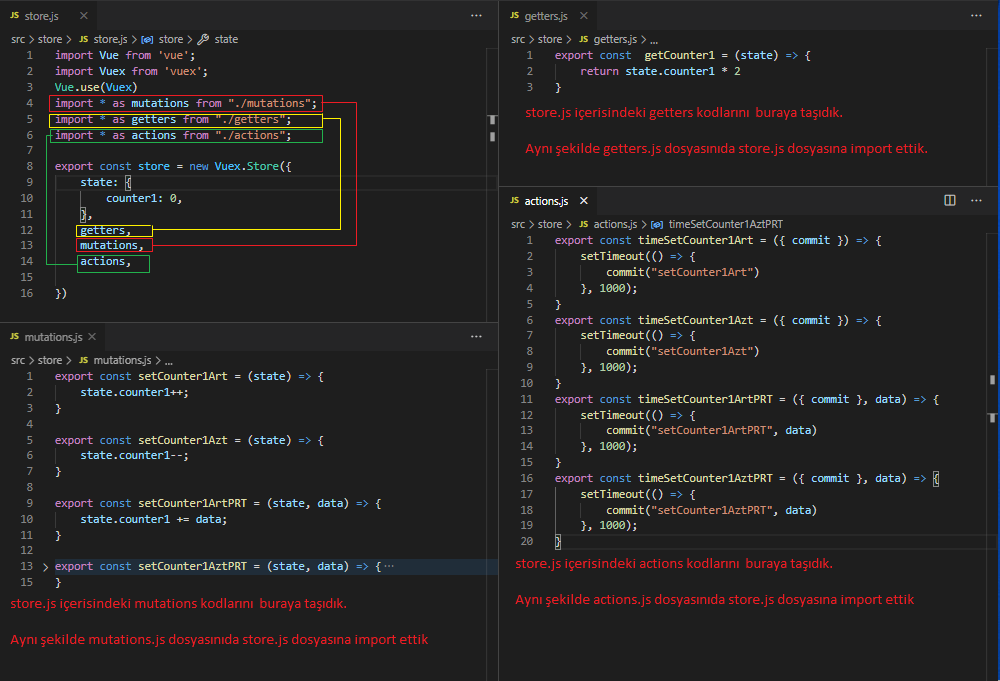 JS store.js ×
src > store > JS store.js > store > state
1 import Vue from 'vue';
2 import Vuex from 'vuex';
3 Vue.use(Vuex)
4 import * as mutations from "./mutations";
5 import * as getters from "./getters";
6 import * as actions from "./actions";
7
8 export const store = new Vuex.Store({
9 state: {
10 counter1: 0,
11 },
12 getters,
13 mutations,
14 actions,
15
16 })
JS mutations.js ×
src > store > JS mutations.js > ...
1 export const setCounter1Art = (state) => {
2 state.counter1++;
3 }
4
5 export const setCounter1Azt = (state) => {
6 state.counter1--;
7 }
8
9 export const setCounter1ArtPRT = (state, data) => {
10 state.counter1 += data;
11 }
12
13 > export const setCounter1AztPRT = (state, data) => {···
15 }
store.js içerisindeki mutations kodlarını buraya taşıdık.
Aynı şekilde mutations.js dosyasınıda store.js dosyasına import ettik
JS getters.js ×
src > store > JS getters.js > ...
1 export const getCounter1 = (state) => {
2 return state.counter1 * 2
3 }
store.js içerisindeki getters kodlarını buraya taşıdık.
Aynı şekilde getters.js dosyasınıda store.js dosyasına import ettik.
JS actions.js ×
src > store > JS actions.js > timeSetCounter1AztPRT
1 export const timeSetCounter1Art = ({ commit }) => {
2 setTimeout(() => {
3 commit("setCounter1Art")
4 }, 1000);
5 }
6 export const timeSetCounter1Azt = ({ commit }) => {
7 setTimeout(() => {
8 commit("setCounter1Azt")
9 }, 1000);
10 }
11 export const timeSetCounter1ArtPRT = ({ commit }, data) => {
12 setTimeout(() => {
13 commit("setCounter1ArtPRT", data)
14 }, 1000);
15 }
16 export const timeSetCounter1AztPRT = ({ commit }, data) => {
17 setTimeout(() => {
18 commit("setCounter1AztPRT", data)
19 }, 1000);
20 }
store.js içerisindeki actions kodlarını buraya taşıdık.
Aynı şekilde actions.js dosyasınıda store.js dosyasına import ettik